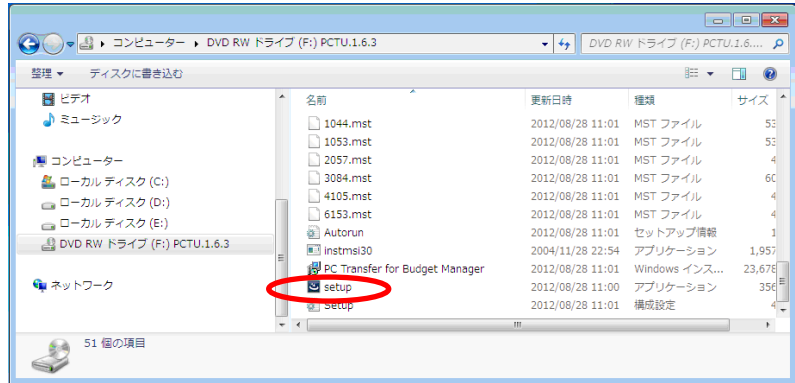 コンピューター ▸ DVD RW ドライブ (F:) PCTU.1.6.3
DVD RW ドライブ (F:) PCTU.1.6....
整理 ディスクに書き込む
ビデオ
ミュージック
コンピューター
ローカル ディスク (C:)
ローカル ディスク (D:)
ローカル ディスク (E:)
DVD RW ドライブ (F:) PCTU.1.6.3
ネットワーク
名前 更新日時 種類 サイズ
1044.mst 2012/08/28 11:01 MST ファイル 53
1053.mst 2012/08/28 11:01 MST ファイル 53
2057.mst 2012/08/28 11:01 MST ファイル 4
3084.mst 2012/08/28 11:01 MST ファイル 60
4105.mst 2012/08/28 11:01 MST ファイル 4
6153.mst 2012/08/28 11:01 MST ファイル 4
Autorun 2012/08/28 11:01 セットアップ情報 1
instmsi30 2004/11/28 22:54 アプリケーション 1,957
PC Transfer for Budget Manager 2012/08/28 11:01 Windows インス... 23,678
setup 2012/08/28 11:00 アプリケーション 356
Setup 2012/08/28 11:01 構成設定 4
51 個の項目